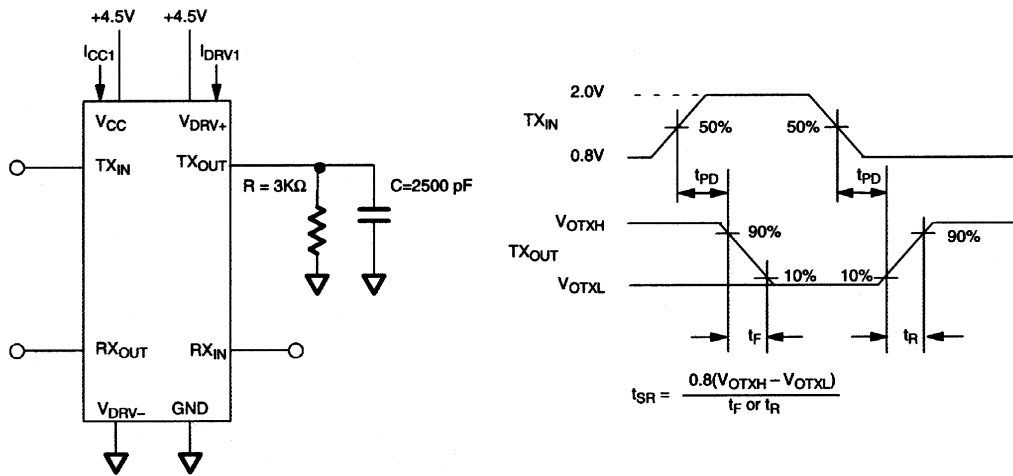 +4.5V +4.5V
ICC1 IDRV1
VCC VDRV+
TXIN TXOUT
R = 3KΩ C=2500 pF
RXOUT RXIN
VDRV– GND
2.0V
TXIN 50% 50%
0.8V
tPD tPD
VOTXH
90% 90%
TXOUT
VOTXL 10% 10%
tF tR
tSR = 0.8(VOTXH – VOTXL)
tF or tR